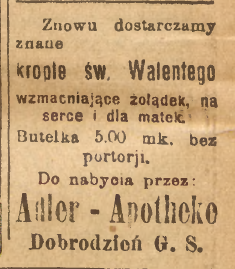 Znowu dostarczamy
znane
krople św. Walentego
wzmacniające żołądek, na
serce i dla matek.
Butelka 5.00 mk. bez
portorji.
Do nabycia przez:
Adler - Apotheke
Dobrodzień G. S.